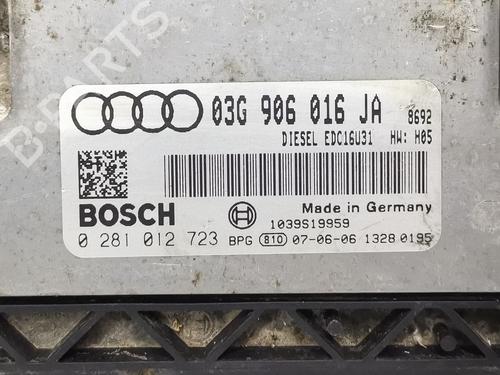 B-PARTS
03G 906 016 JA 8692
DIESEL EDC16U31 HW: H05
BOSCH
Made in Germany
1039S19959
0 281 012 723 BPG 810 07-06-06 1328 0195